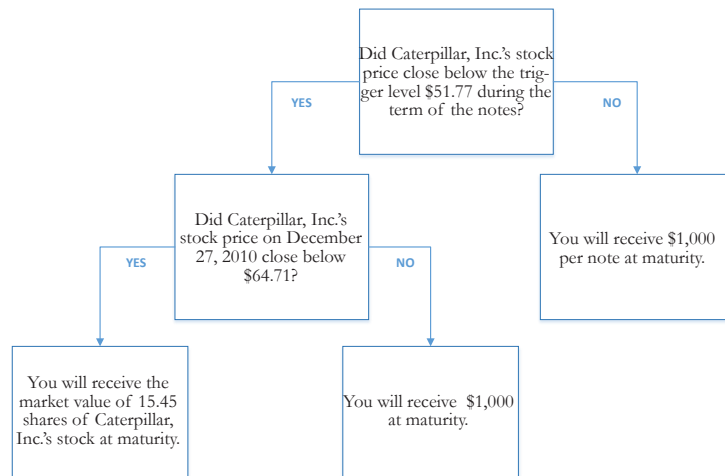 Did Caterpillar, Inc.'s stock
price close below the trig-
ger level $51.77 during the
term of the notes?
YES
NO
Did Caterpillar, Inc.'s
stock price on December
27, 2010 close below
$64.71?
You will receive $1,000
per note at maturity.
YES
NO
You will receive the
market value of 15.45
shares of Caterpillar,
Inc.'s stock at maturity.
You will receive $1,000
at maturity.